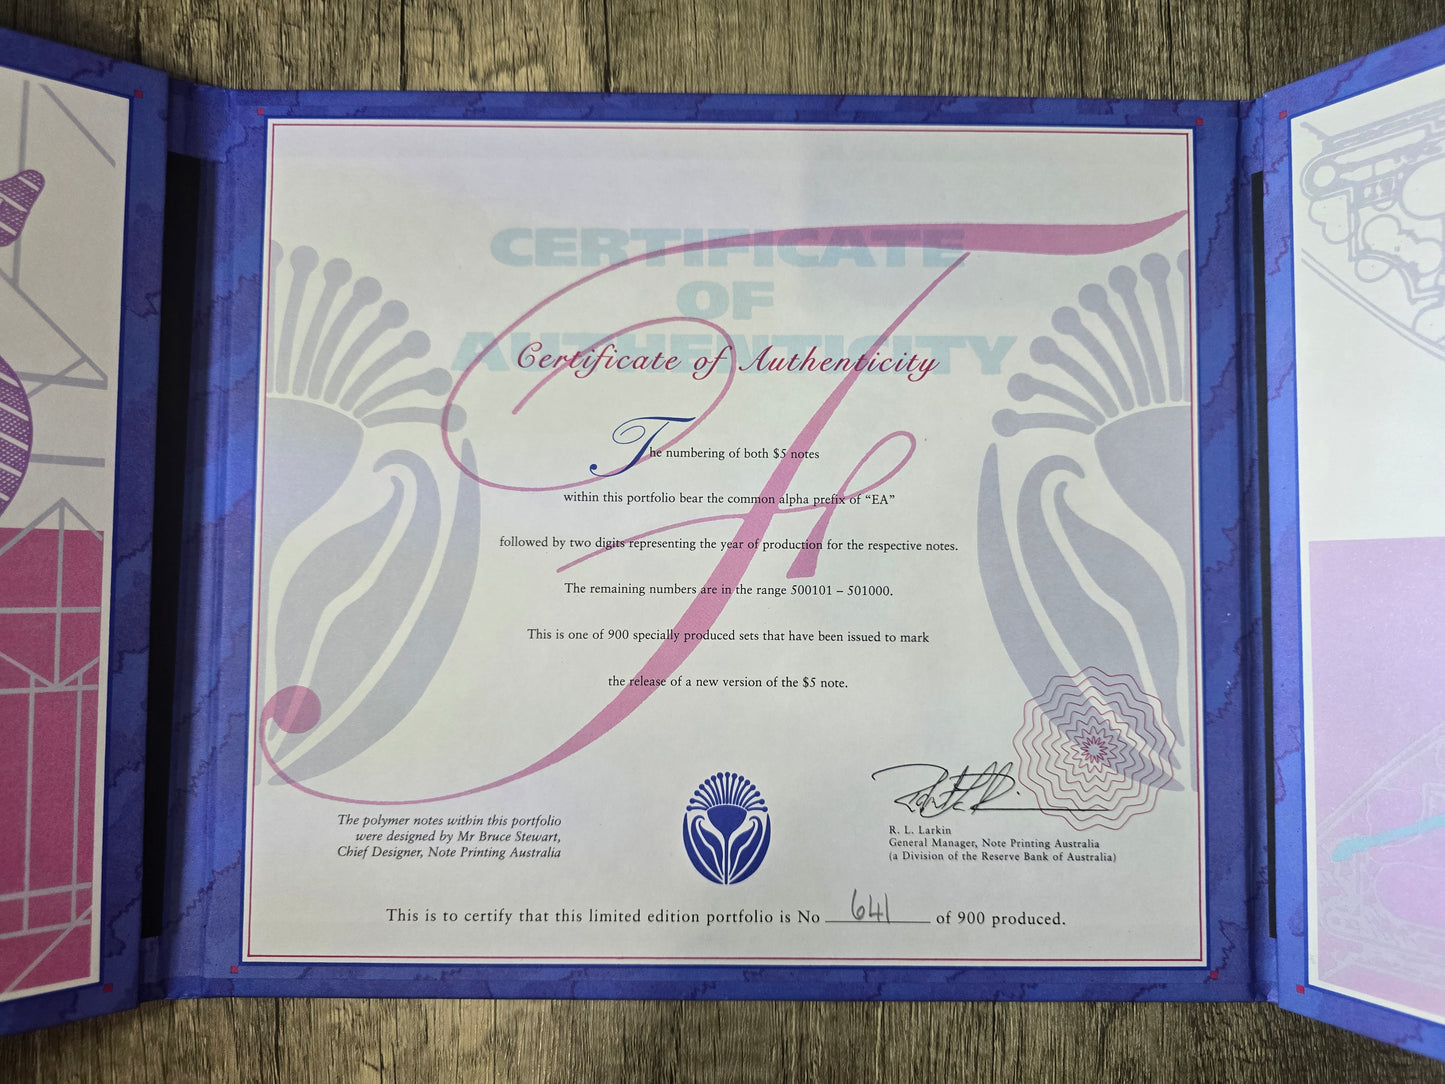 CERTIFICATE
OF
AUTHENTICITY
Certificate of Authenticity
The numbering of both $5 notes
within this portfolio bear the common alpha prefix of “EA”
followed by two digits representing the year of production for the respective notes.
The remaining numbers are in the range 500101 – 501000.
This is one of 900 specially produced sets that have been issued to mark
the release of a new version of the $5 note.
The polymer notes within this portfolio
were designed by Mr Bruce Stewart,
Chief Designer, Note Printing Australia
R. L. Larkin
General Manager, Note Printing Australia
(a Division of the Reserve Bank of Australia)
This is to certify that this limited edition portfolio is No 641 of 900 produced.